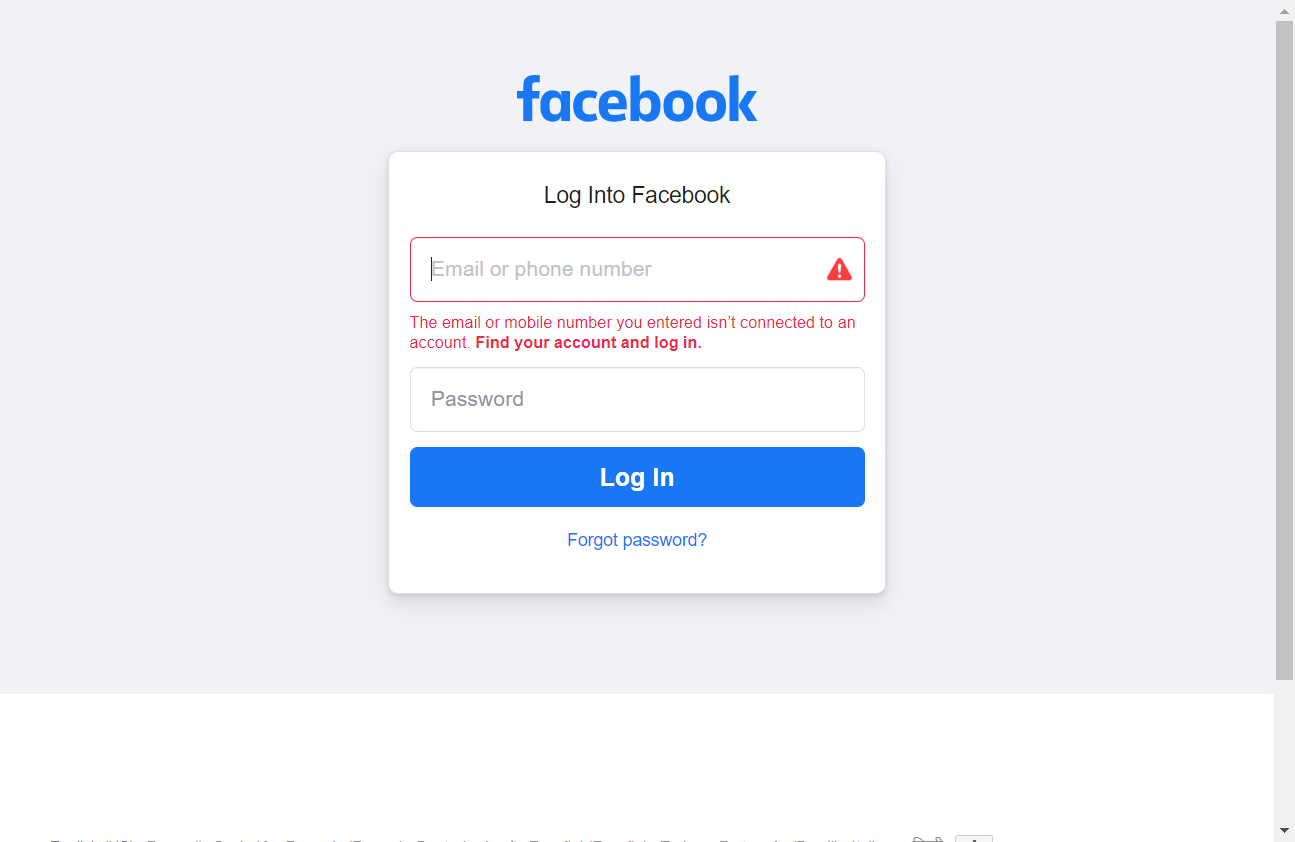 facebook
Log Into Facebook
Email or phone number
The email or mobile number you entered isn’t connected to an
account. Find your account and log in.
Password
Log In
Forgot password?